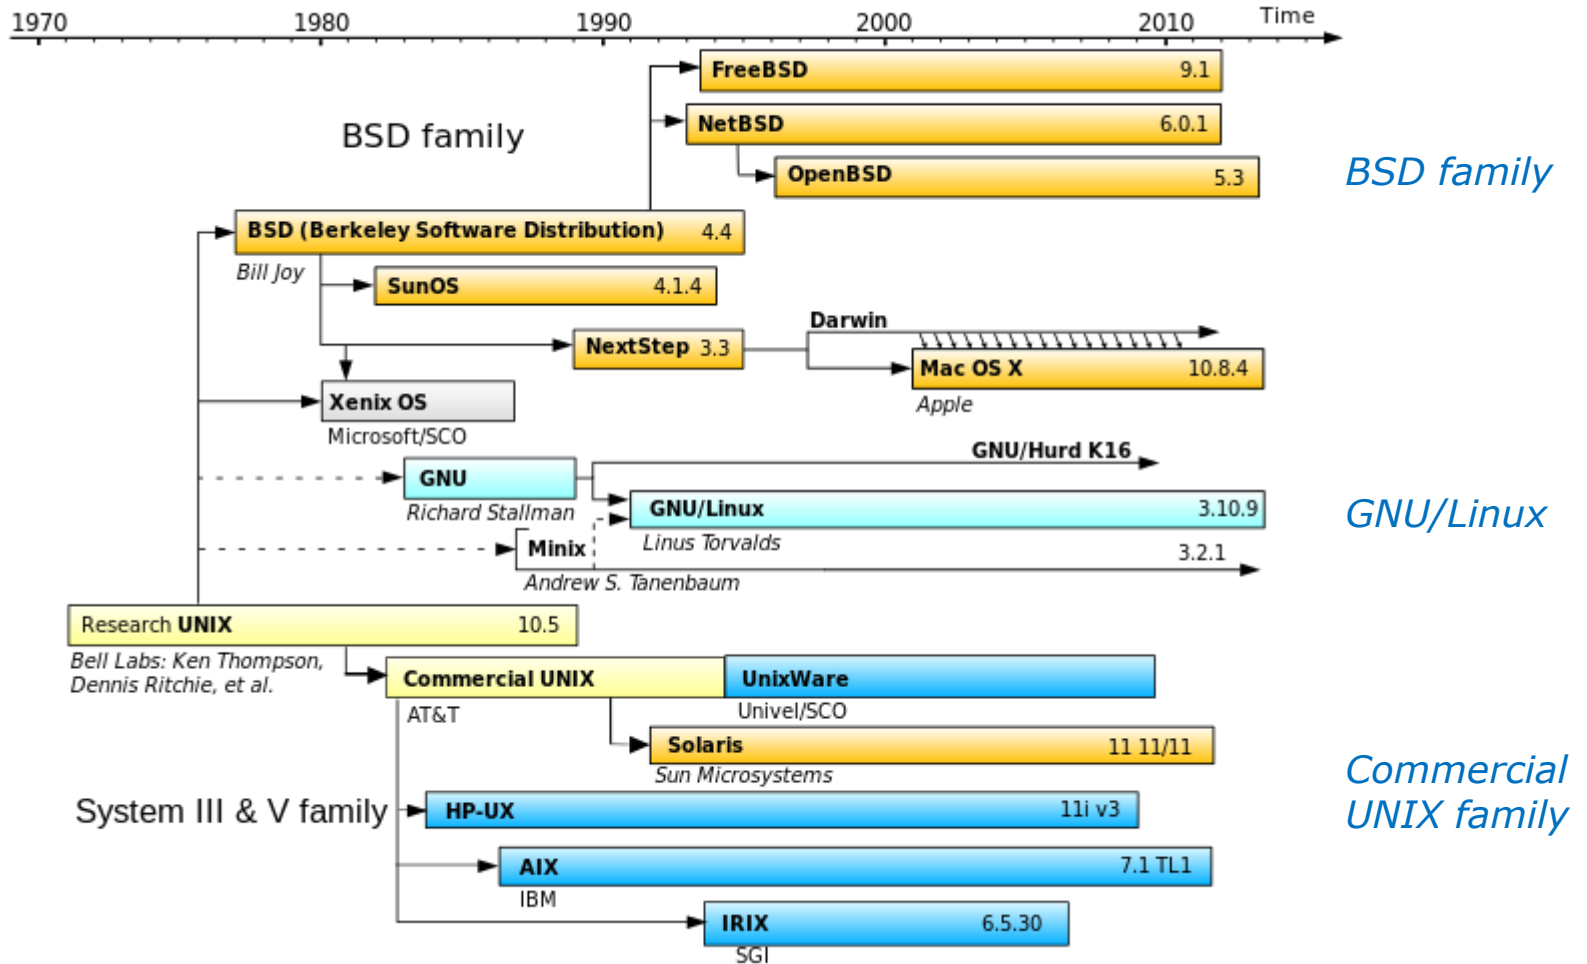 1970 1980 1990 2000 2010 Time
FreeBSD 9.1
BSD family
NetBSD 6.0.1
OpenBSD 5.3
BSD family
BSD (Berkeley Software Distribution) 4.4
Bill Joy
SunOS 4.1.4
Darwin
NextStep 3.3
Mac OS X 10.8.4
Apple
Xenix OS
Microsoft/SCO
GNU/Hurd K16
GNU
Richard Stallman
GNU/Linux 3.10.9
GNU/Linux
Linus Torvalds
Minix 3.2.1
Andrew S. Tanenbaum
Research UNIX 10.5
Bell Labs: Ken Thompson,
Dennis Ritchie, et al.
Commercial UNIX
AT&T
UnixWare
Univel/SCO
Solaris 11 11/11
Sun Microsystems
Commercial
UNIX family
System III & V family
HP-UX 11i v3
AIX 7.1 TL1
IBM
IRIX 6.5.30
SGI